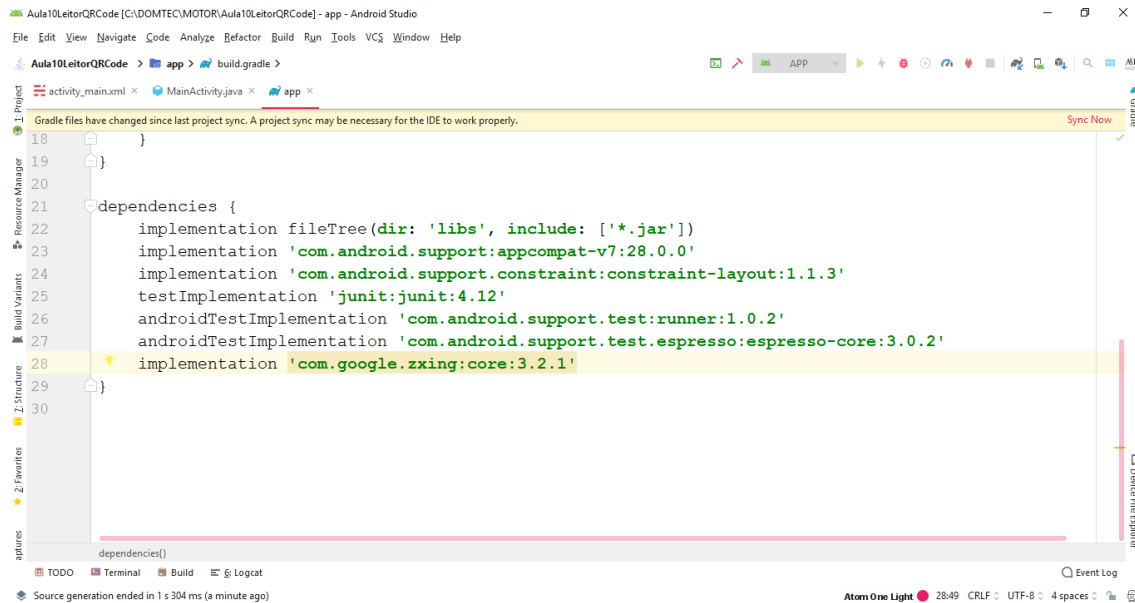 Aula10LeitorQRCode [C:\DOMTEC\MOTOR\Aula10LeitorQRCode] - app - Android Studio
File Edit View Navigate Code Analyze Refactor Build Run Tools VCS Window Help
Aula10LeitorQRCode app build.gradle APP
activity_main.xml MainActivity.java app
Gradle files have changed since last project sync. A project sync may be necessary for the IDE to work properly. Sync Now
1: Project
Resource Manager
Build Variants
7: Structure
2: Favorites
18 }
19 }
20
21 dependencies {
22 implementation fileTree(dir: 'libs', include: ['*.jar'])
23 implementation 'com.android.support:appcompat-v7:28.0.0'
24 implementation 'com.android.support.constraint:constraint-layout:1.1.3'
25 testImplementation 'junit:junit:4.12'
26 androidTestImplementation 'com.android.support.test:runner:1.0.2'
27 androidTestImplementation 'com.android.support.test.espresso:espresso-core:3.0.2'
28 implementation 'com.google.zxing:core:3.2.1'
29 }
30
Gradle
Device File Explorer
dependencies{}
TODO Terminal Build 6: Logcat Event Log
Source generation ended in 1 s 304 ms (a minute ago) Atom One Light 28:49 CRLF UTF-8 4 spaces